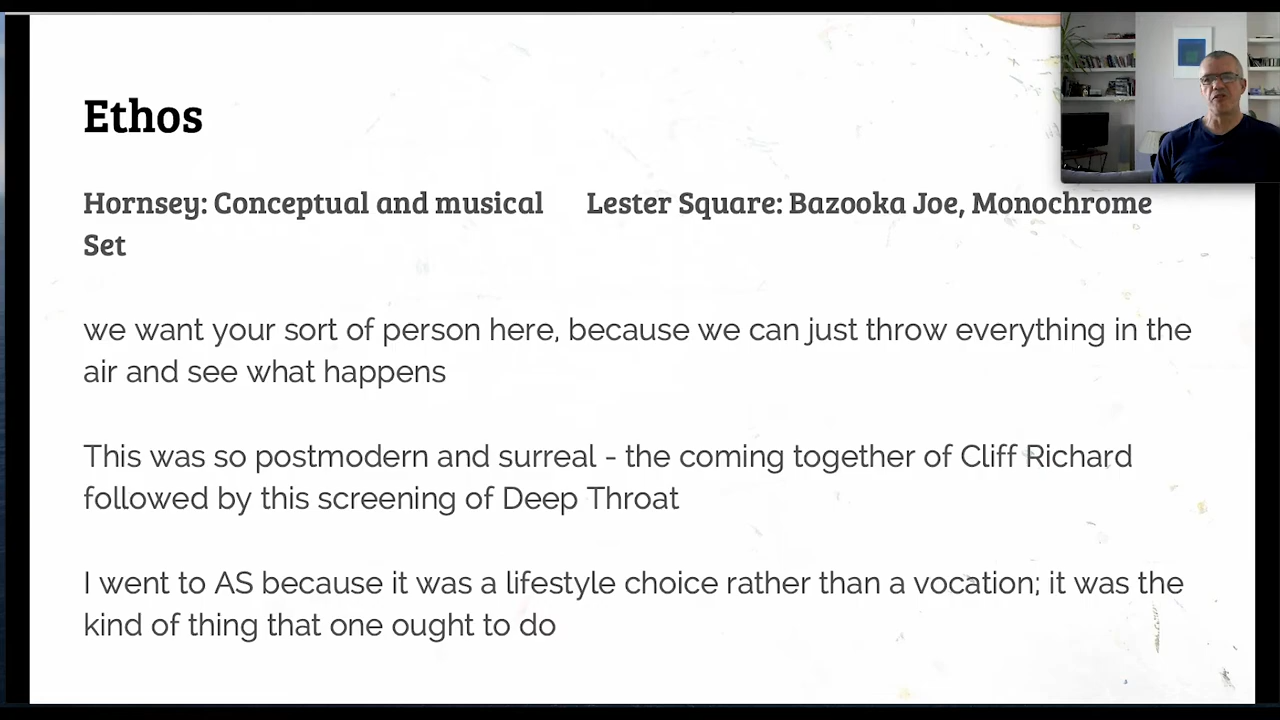 Ethos
Hornsey: Conceptual and musical Lester Square: Bazooka Joe, Monochrome
Set
we want your sort of person here, because we can just throw everything in the
air and see what happens
This was so postmodern and surreal - the coming together of Cliff Richard
followed by this screening of Deep Throat
I went to AS because it was a lifestyle choice rather than a vocation; it was the
kind of thing that one ought to do